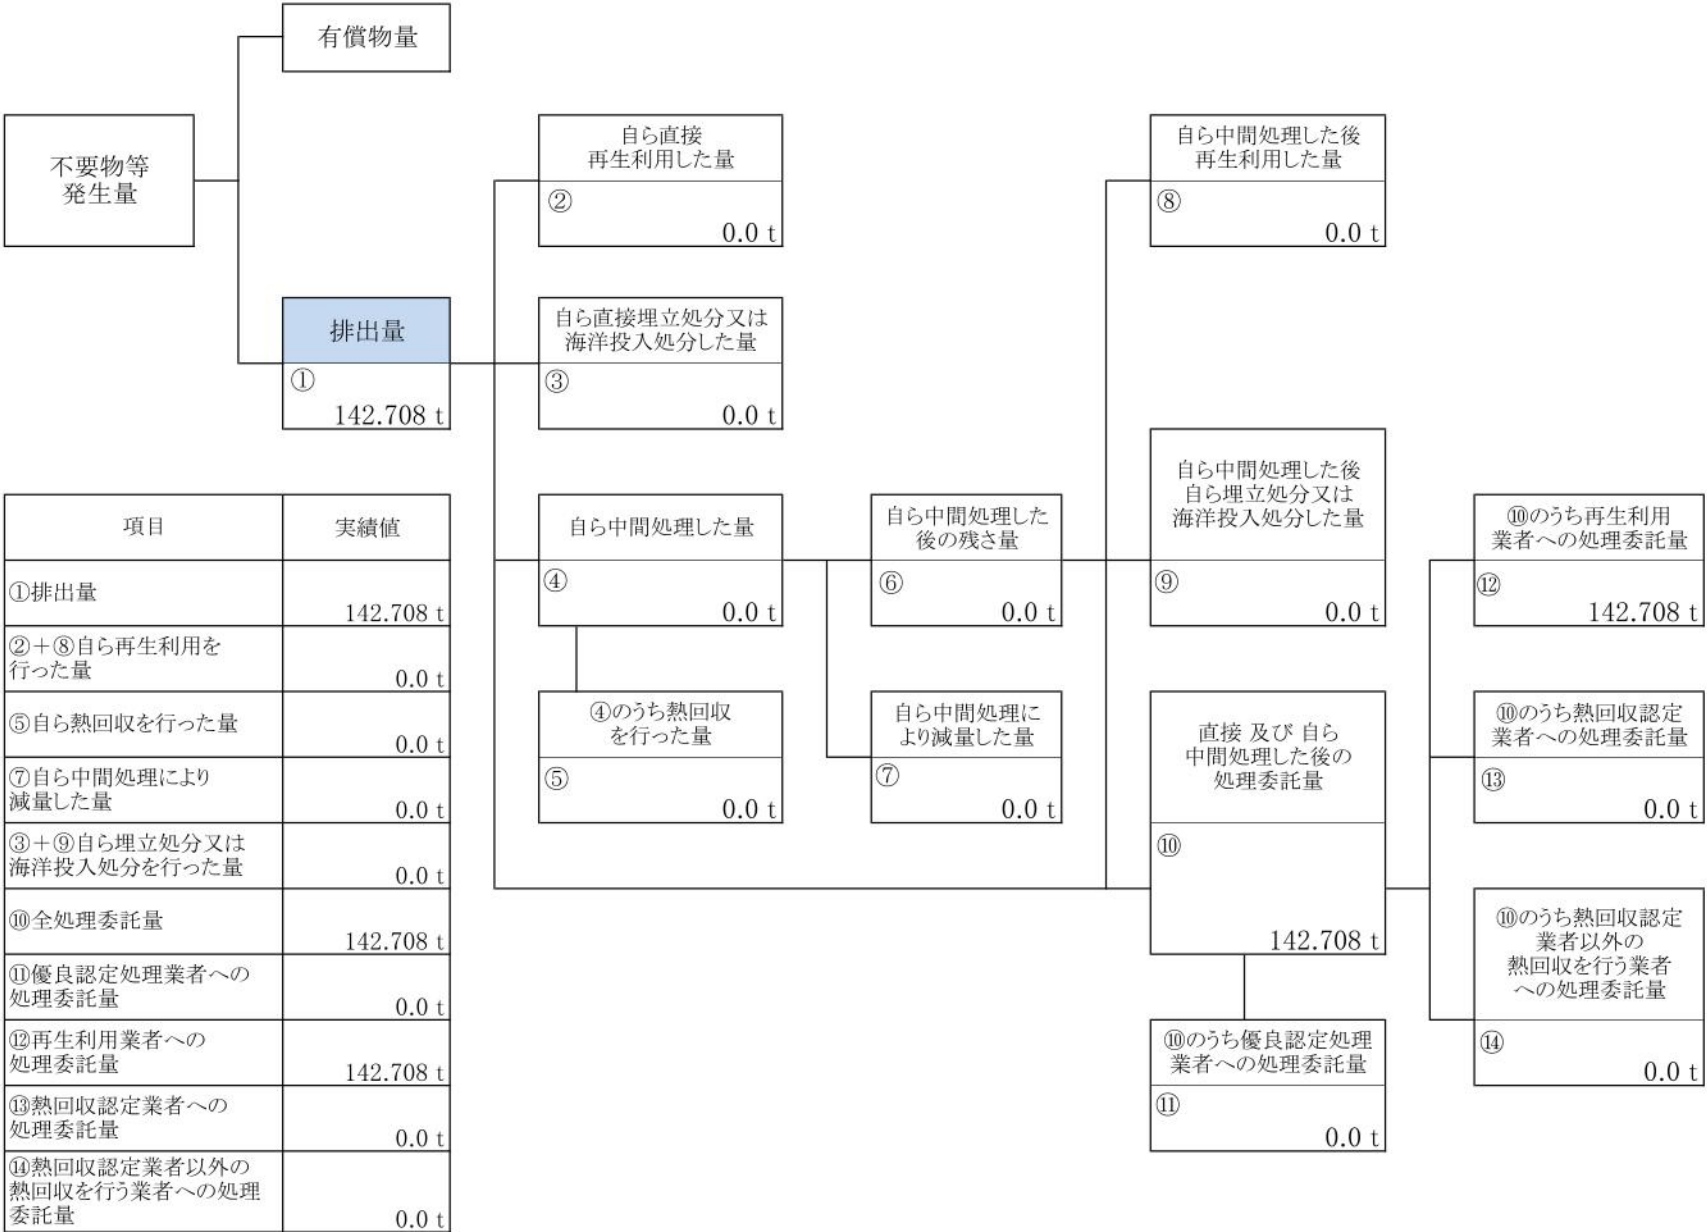 有償物量
不要物等
発生量
自ら直接
再生利用した量
②
0.0 t
自ら中間処理した後
再生利用した量
⑧
0.0 t
排出量
①
142.708 t
自ら直接埋立処分又は
海洋投入処分した量
③
0.0 t
自ら中間処理した量
④
0.0 t
自ら中間処理した
後の残さ量
⑥
0.0 t
自ら中間処理した後
自ら埋立処分又は
海洋投入処分した量
⑨
0.0 t
⑩のうち再生利用
業者への処理委託量
⑫
142.708 t
④のうち熱回収
を行った量
⑤
0.0 t
自ら中間処理に
より減量した量
⑦
0.0 t
直接 及び 自ら
中間処理した後の
処理委託量
⑩
142.708 t
⑩のうち熱回収認定
業者への処理委託量
⑬
0.0 t
⑩のうち熱回収認定
業者以外の
熱回収を行う業者
への処理委託量
⑭
0.0 t
⑩のうち優良認定処理
業者への処理委託量
⑪
0.0 t
項目 実績値
①排出量
142.708 t
②+⑧自ら再生利用を
行った量
0.0 t
⑤自ら熱回収を行った量
0.0 t
⑦自ら中間処理により
減量した量
0.0 t
③+⑨自ら埋立処分又は
海洋投入処分を行った量
0.0 t
⑩全処理委託量
142.708 t
⑪優良認定処理業者への
処理委託量
0.0 t
⑫再生利用業者への
処理委託量
142.708 t
⑬熱回収認定業者への
処理委託量
0.0 t
⑭熱回収認定業者以外の
熱回収を行う業者への処理
委託量
0.0 t